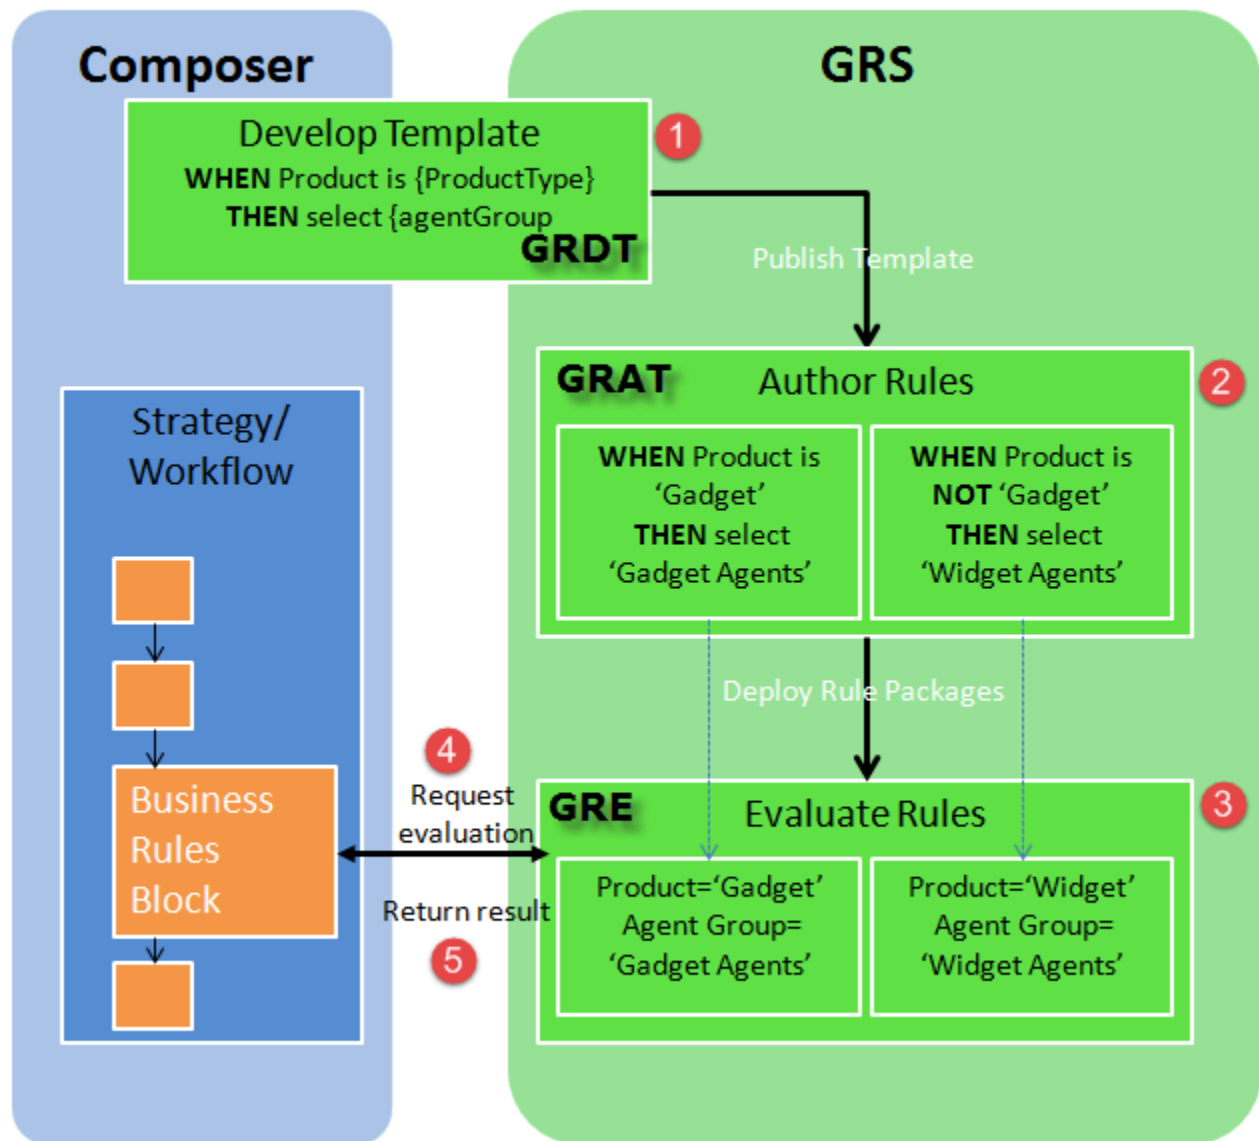 Composer
GRS
Develop Template
WHEN Product is {ProductType}
THEN select {agentGroup
GRDT
1
Publish Template
GRAT
Author Rules
2
WHEN Product is
‘Gadget’
THEN select
‘Gadget Agents’
WHEN Product is
NOT ‘Gadget’
THEN select
‘Widget Agents’
Strategy/
Workflow
Deploy Rule Packages
Business
Rules
Block
4
Request
evaluation
Return result
5
GRE
Evaluate Rules
3
Product=‘Gadget’
Agent Group=
‘Gadget Agents’
Product=‘Widget’
Agent Group=
‘Widget Agents’